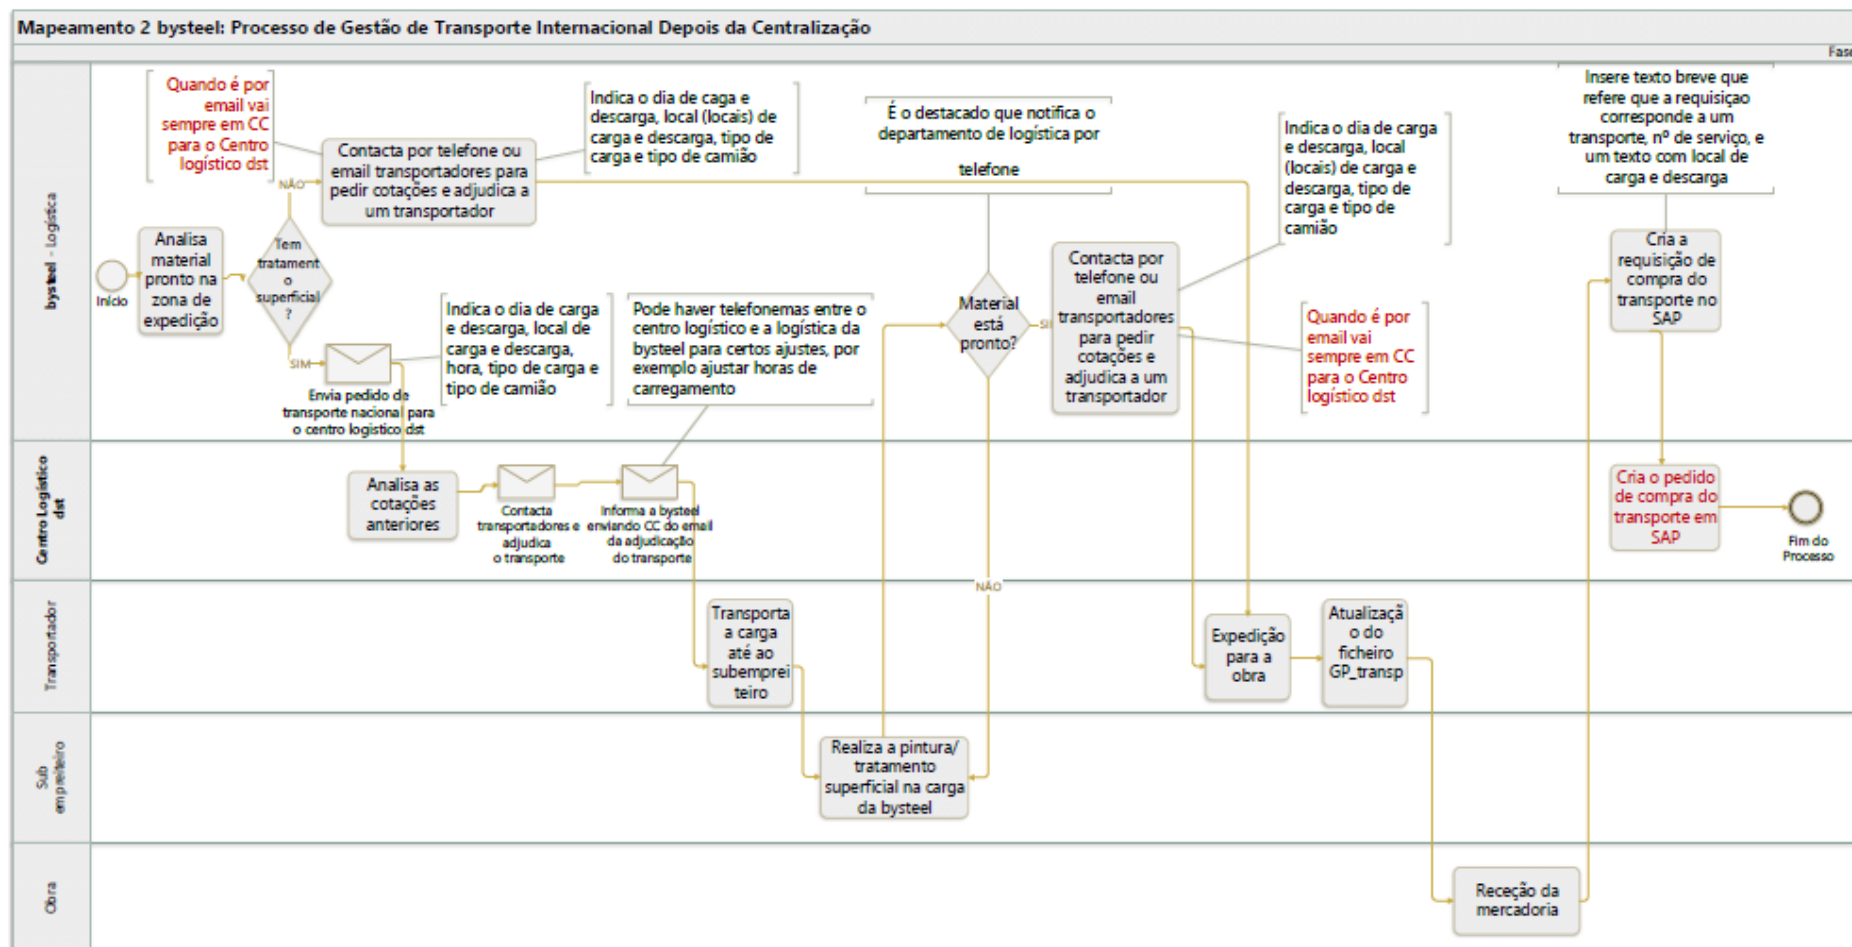 Mapeamento 2 bysteel: Processo de Gestão de Transporte Internacional Depois da Centralização
Fase
bysteel - Logística
Início
Analisa
material
pronto na
zona de
expedição
Tem
tratament
o
superficial
?
NÃO
SIM
Quando é por
email vai
sempre em CC
para o Centro
logístico dst
Contacta por telefone ou
email transportadores para
pedir cotações e adjudica a
um transportador
Indica o dia de caga e
descarga, local (locais) de
carga e descarga, tipo de
carga e tipo de camião
Envia pedido de
transporte nacional para
o centro logistico dst
Indica o dia de carga
e descarga, local de
carga e descarga,
hora, tipo de carga e
tipo de camião
Pode haver telefonemas entre o
centro logístico e a logística da
bysteel para certos ajustes, por
exemplo ajustar horas de
carregamento
É o destacado que notifica o
departamento de logística por
telefone
Material
está
pronto?
SI
NÃO
Contacta por
telefone ou
email
transportadores
para pedir
cotações e
adjudica a um
transportador
Indica o dia de carga
e descarga, local
(locais) de carga e
descarga, tipo de
carga e tipo de
camião
Quando é por
email vai
sempre em CC
para o Centro
logístico dst
Insere texto breve que
refere que a requisiçao
corresponde a um
transporte, nº de serviço, e
um texto com local de
carga e descarga
Cria a
requisição de
compra do
transporte no
SAP
Centro Logístico
dst
Analisa as
cotações
anteriores
Contacta
transportadores e
adjudica
o transporte
Informa a bysteel
enviando CC do email
da adjudicação
do transporte
Cria o pedido
de compra do
transporte em
SAP
Fim do
Processo
Transportador
Transporta
a carga
até ao
subemprei
teiro
Expedição
para a
obra
Atualizaçã
o do
ficheiro
GP_transp
Sub
empreiteiro
Realiza a pintura/
tratamento
superficial na carga
da bysteel
Obra
Receção da
mercadoria